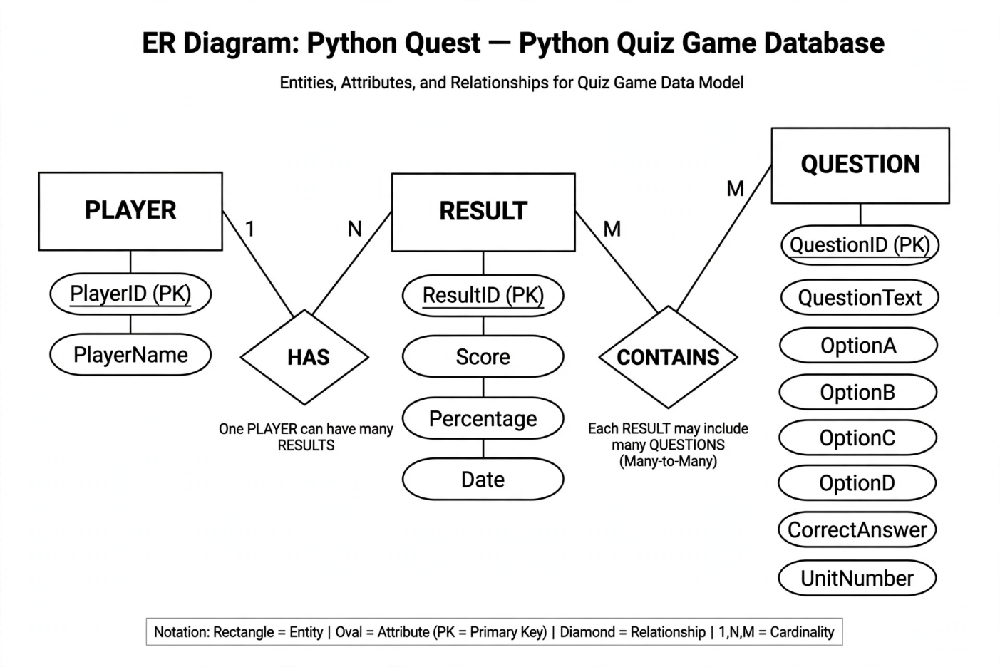 ER Diagram: Python Quest — Python Quiz Game Database
Entities, Attributes, and Relationships for Quiz Game Data Model
PLAYER
PlayerID (PK)
PlayerName
1
N
HAS
One PLAYER can have many
RESULTS
RESULT
ResultID (PK)
Score
Percentage
Date
M
M
CONTAINS
Each RESULT may include
many QUESTIONS
(Many-to-Many)
QUESTION
QuestionID (PK)
QuestionText
OptionA
OptionB
OptionC
OptionD
CorrectAnswer
UnitNumber
Notation: Rectangle = Entity | Oval = Attribute (PK = Primary Key) | Diamond = Relationship | 1,N,M = Cardinality